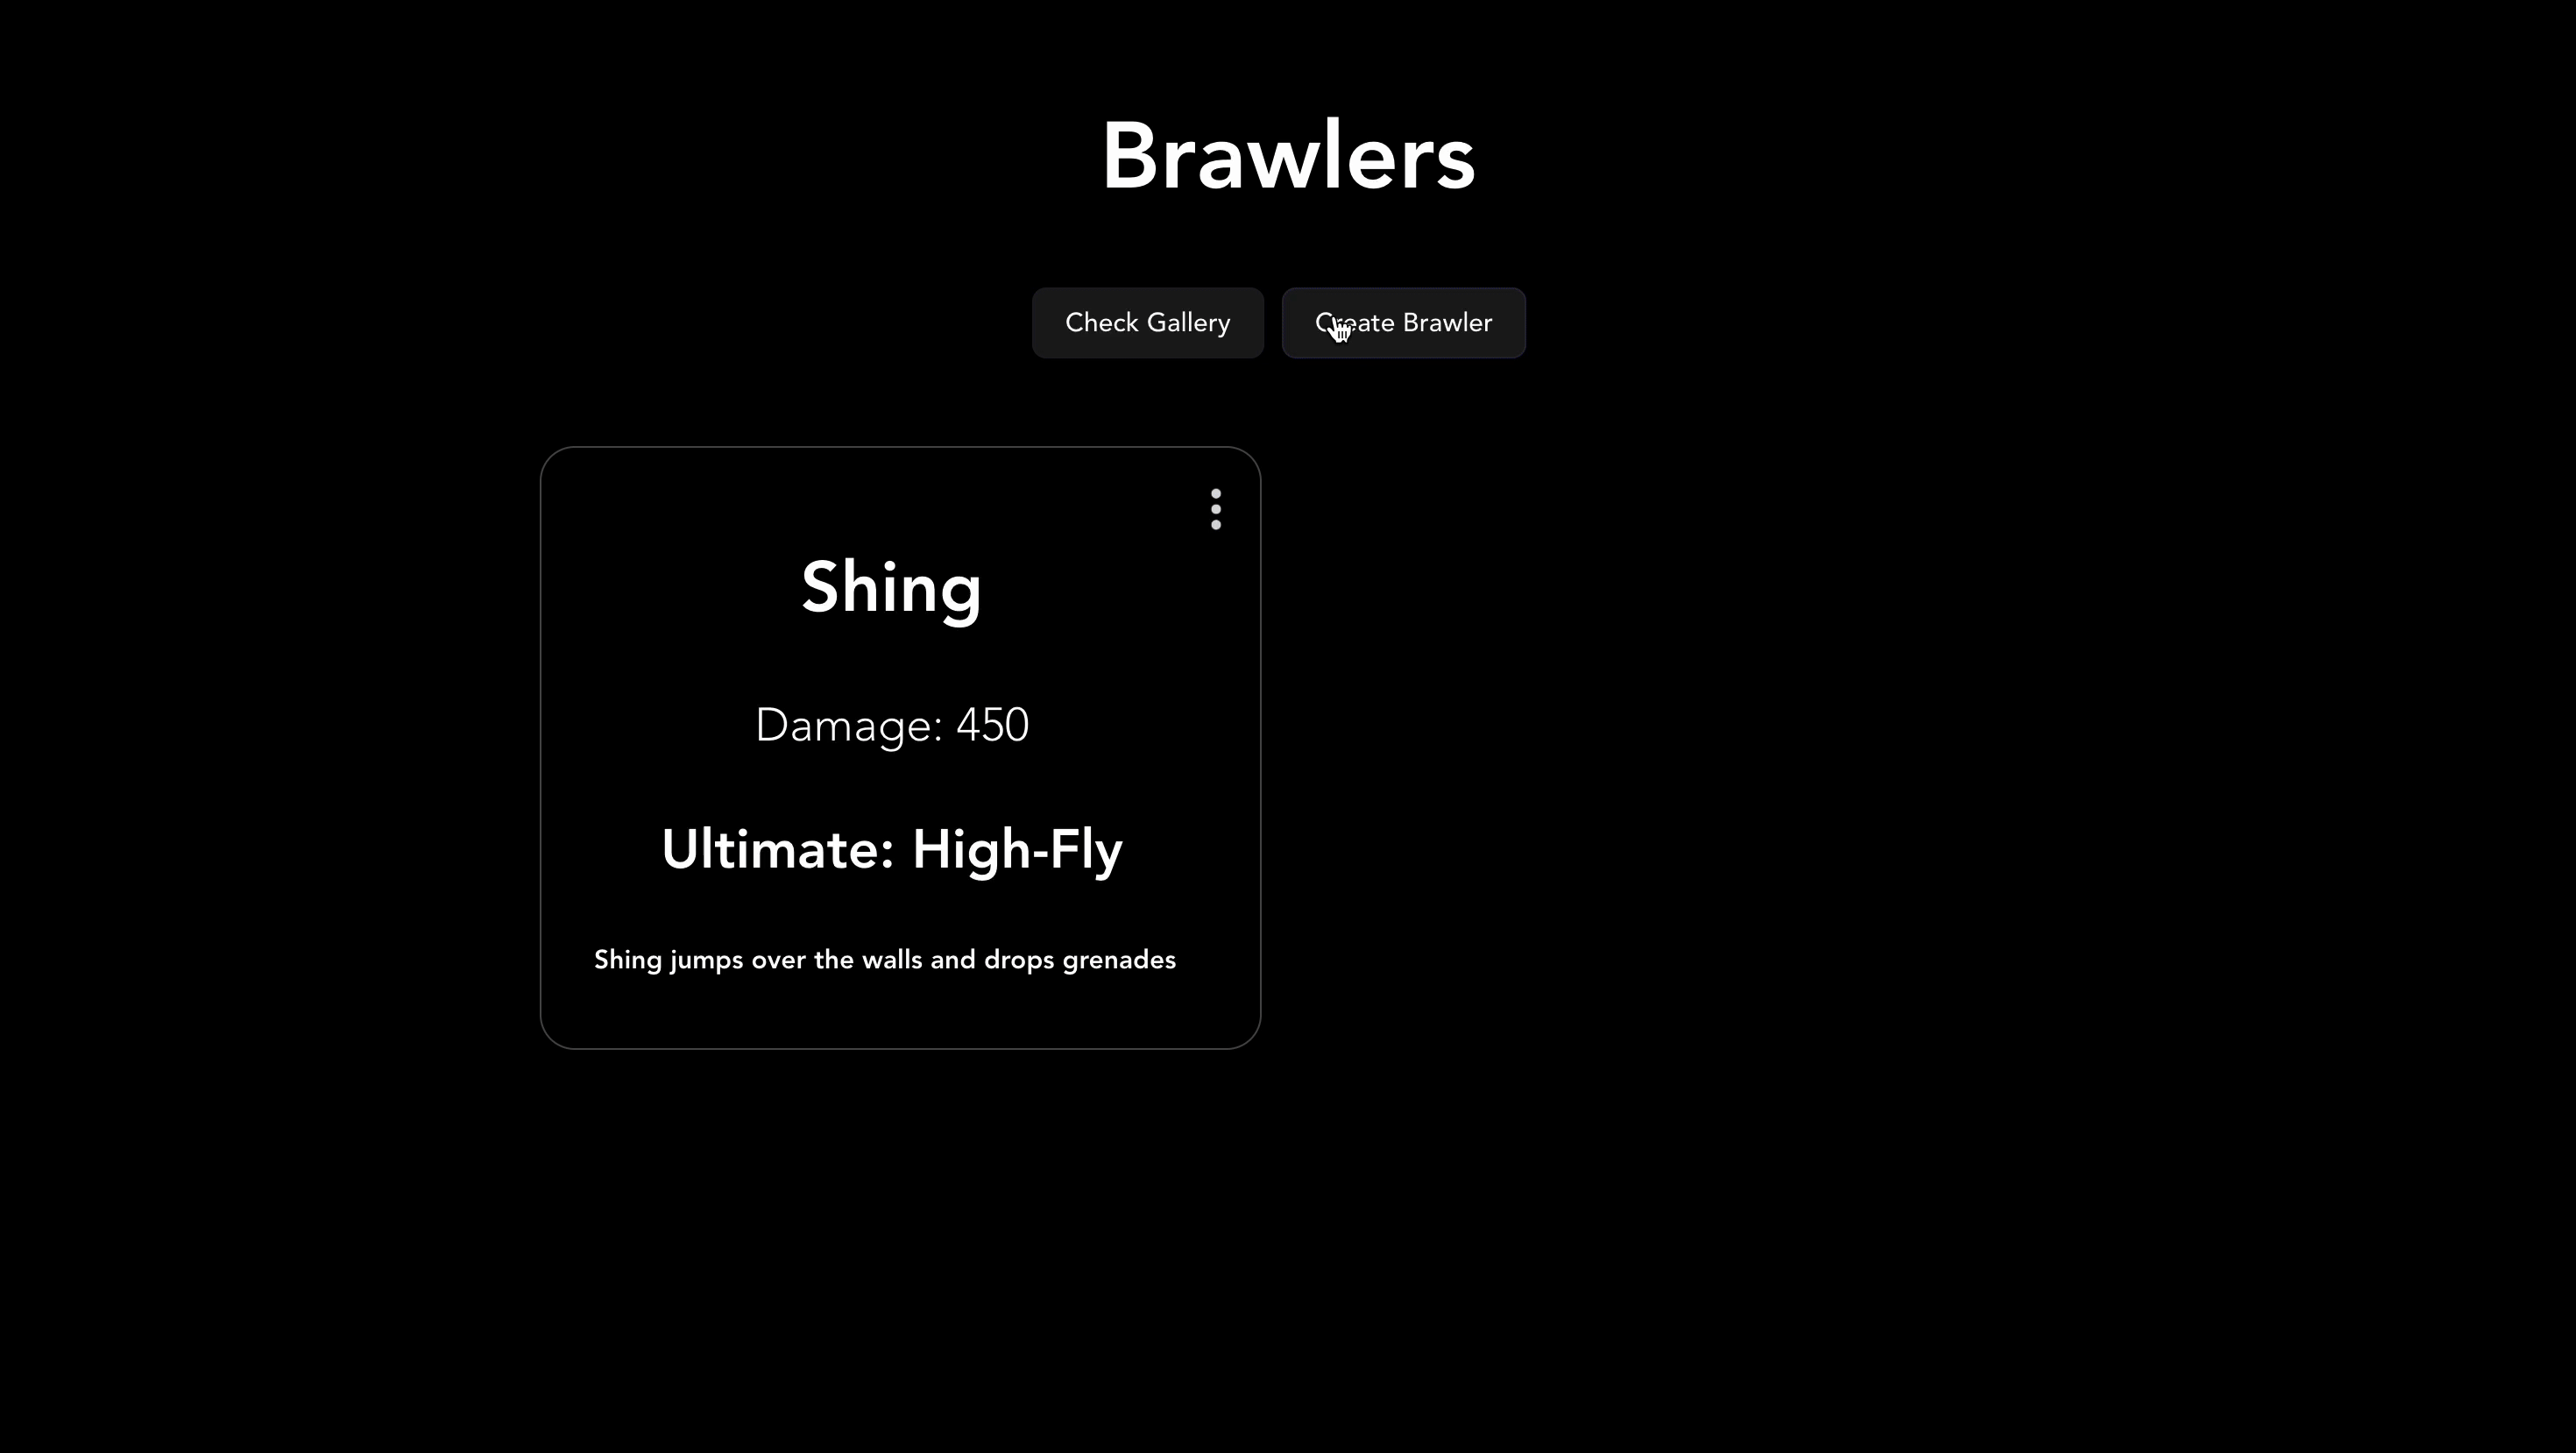 Brawlers
Check Gallery
Create Brawler
Shing
Damage: 450
Ultimate: High-Fly
Shing jumps over the walls and drops grenades